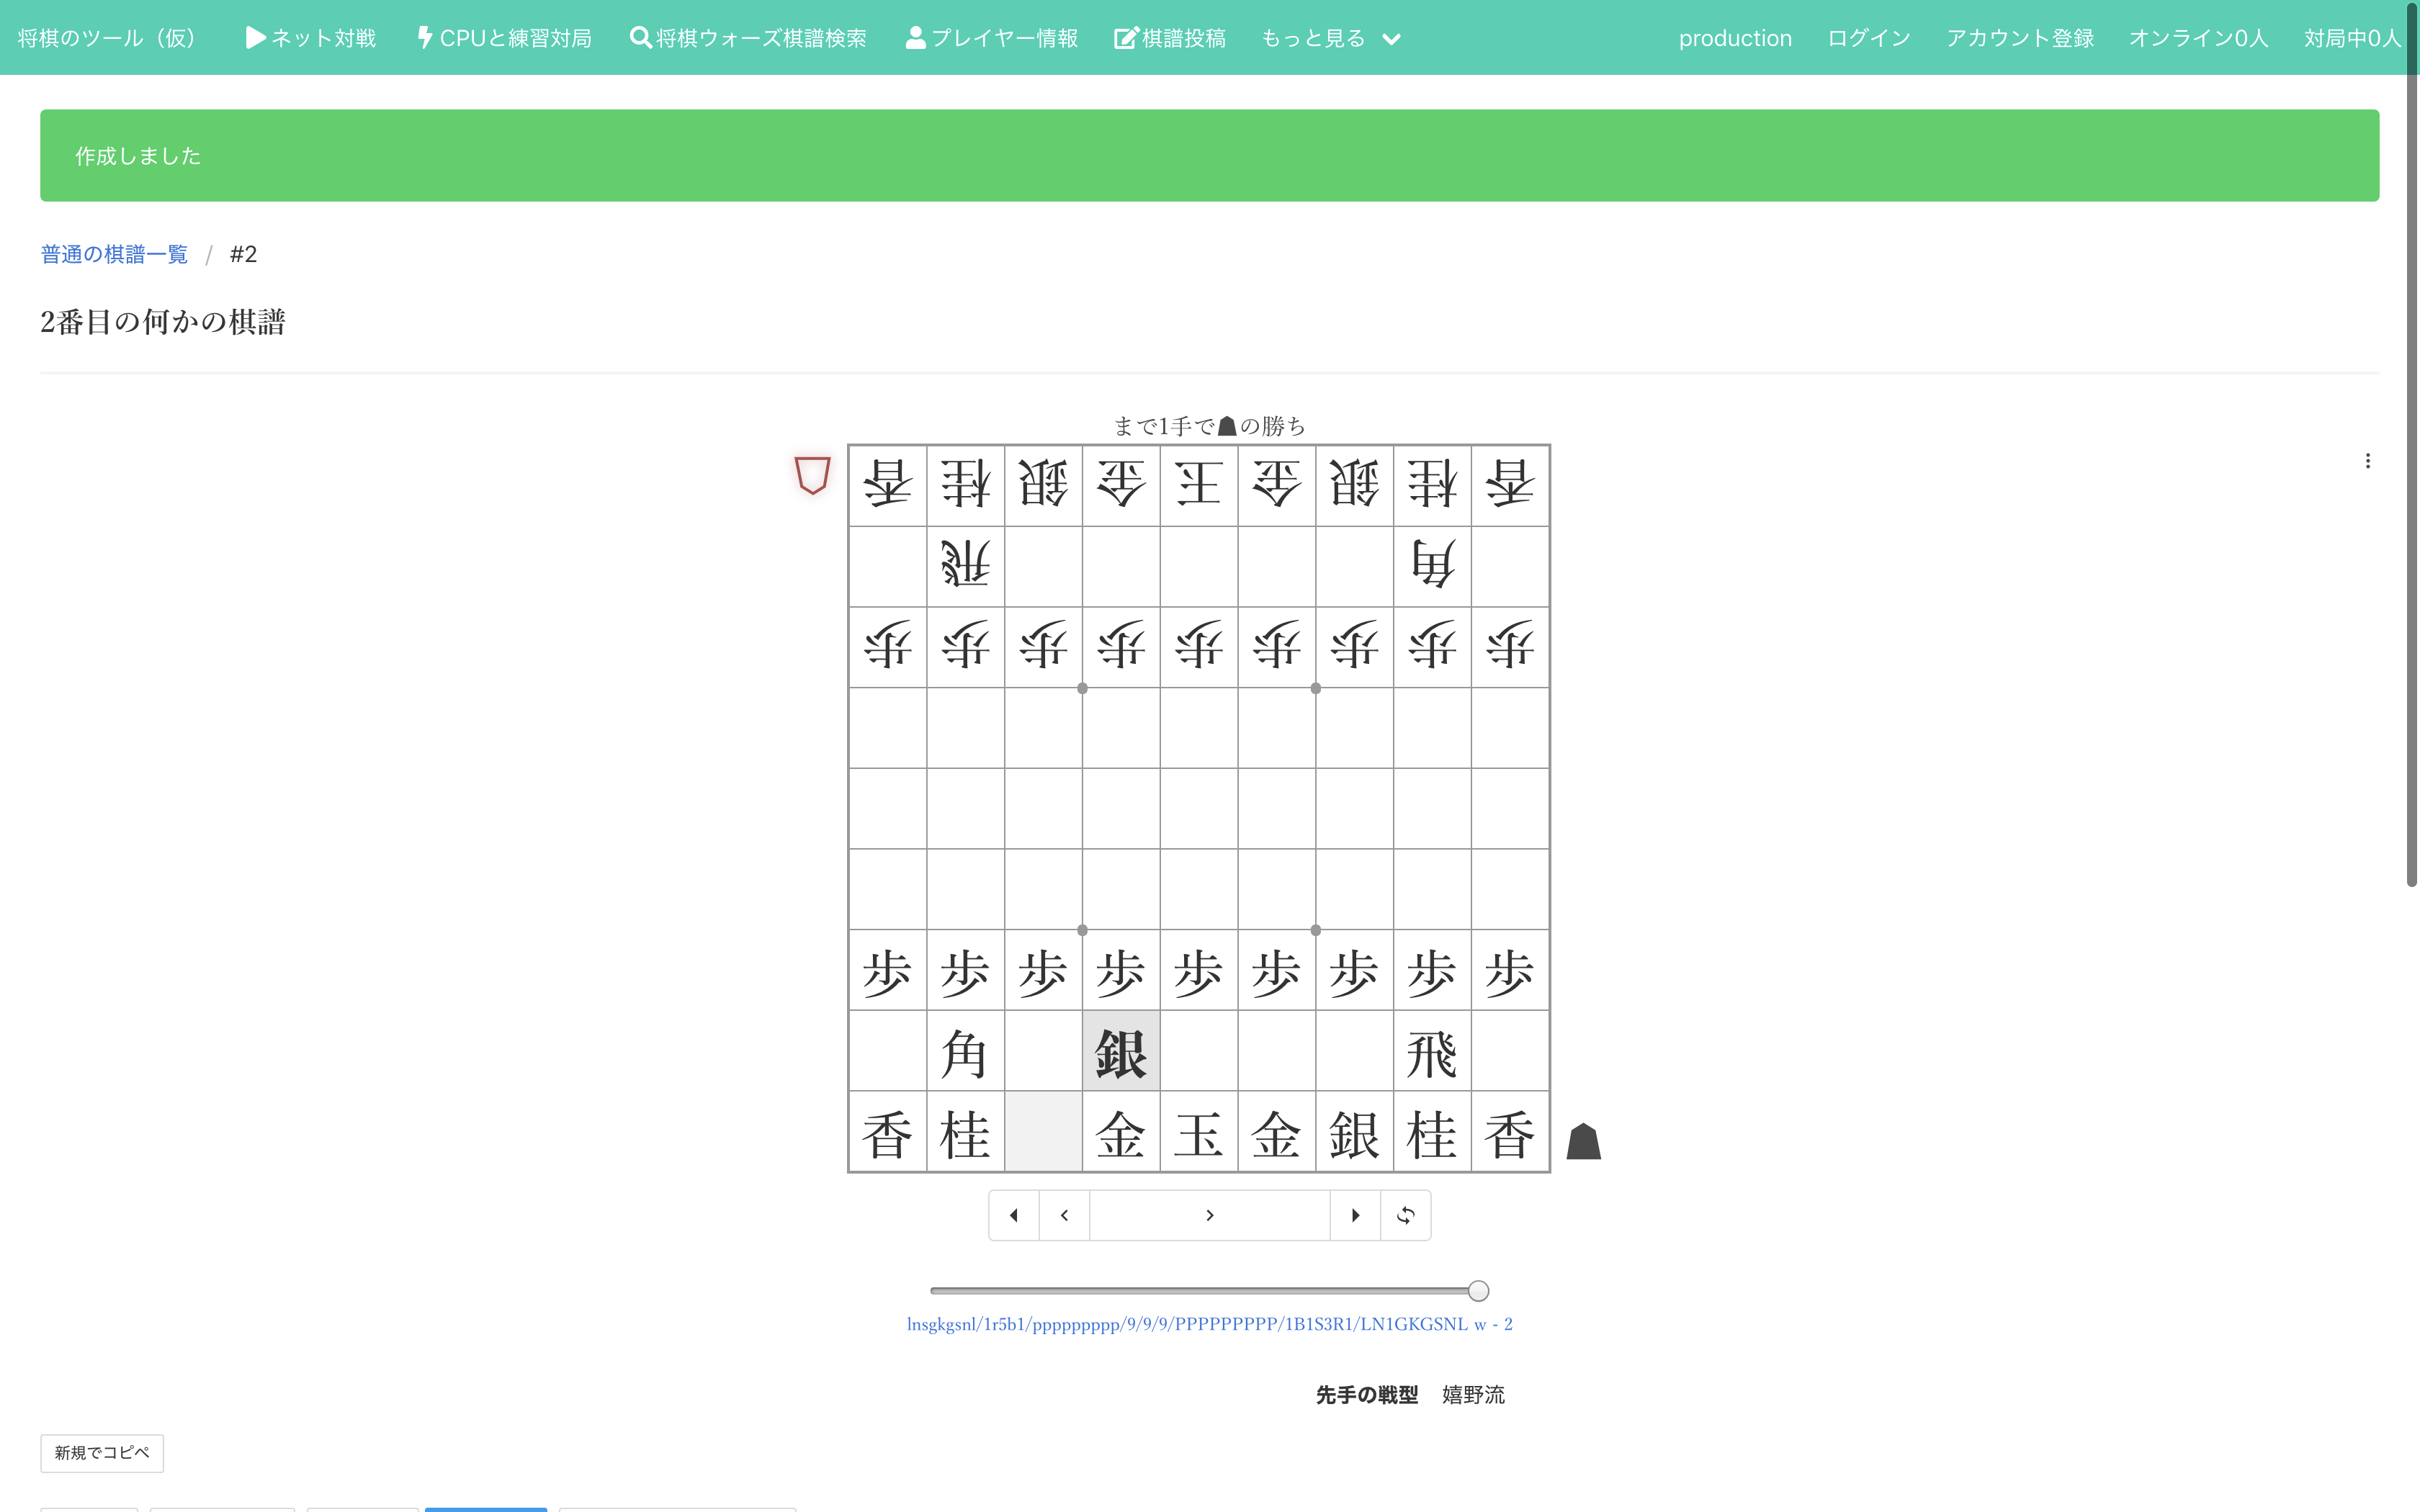 将棋のツール（仮） ネット対戦 CPUと練習対局 将棋ウォーズ棋譜検索 プレイヤー情報 棋譜投稿 もっと見る production ログイン アカウント登録 オンライン0人 対局中0人
作成しました
普通の棋譜一覧 / #2
2番目の何かの棋譜
まで1手で☗の勝ち
香 桂 銀 金 王 金 銀 桂 香
飛 角
歩 歩 歩 歩 歩 歩 歩 歩 歩
歩 歩 歩 歩 歩 歩 歩 歩 歩
角 銀 飛
香 桂 金 玉 金 銀 桂 香
lnsgkgsnl/1r5b1/ppppppppp/9/9/9/PPPPPPPPP/1B1S3R1/LN1GKGSNL w - 2
先手の戦型 嬉野流
新規でコピペ